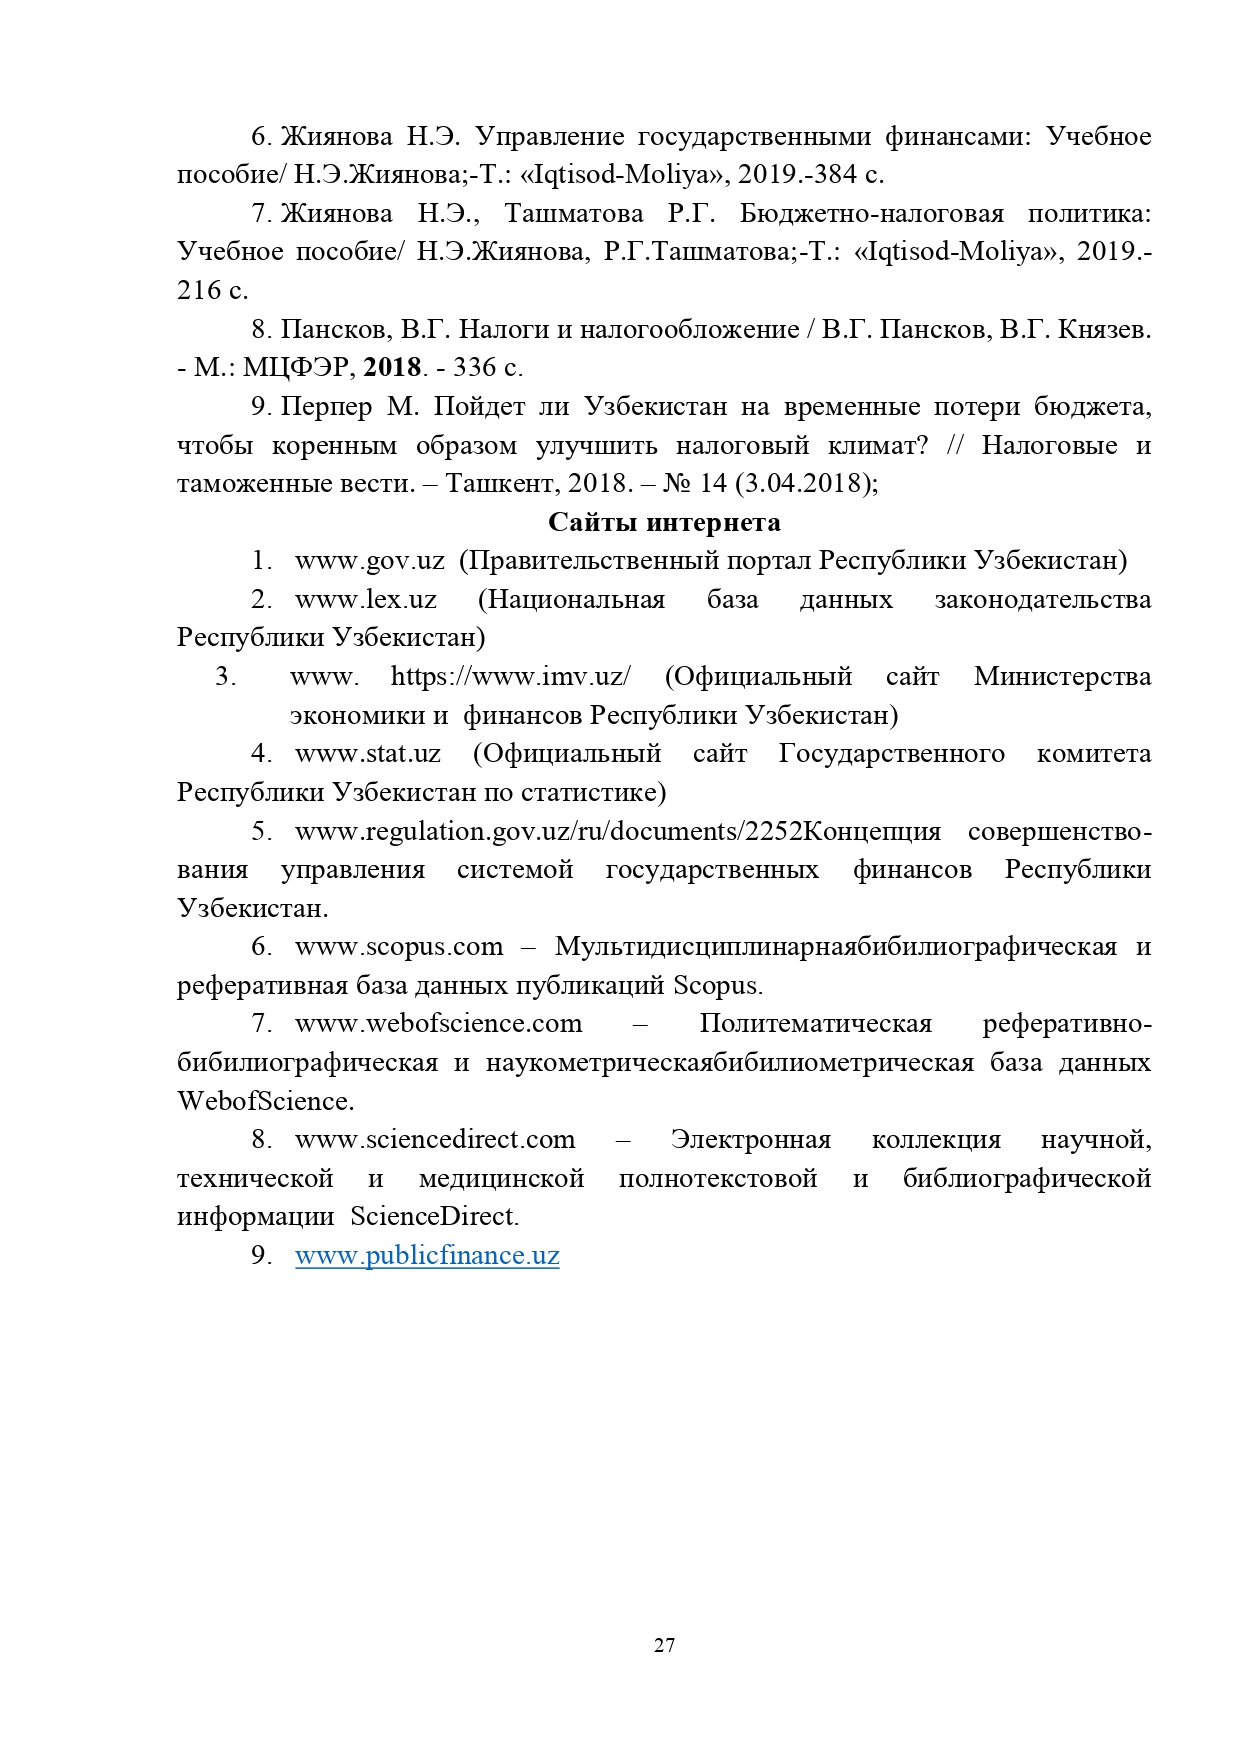 6. Жиянова Н.Э. Управление государственными финансами: Учебное
пособие/ Н.Э.Жиянова;-Т.: «Iqtisod-Moliya», 2019.-384 с.
7. Жиянова Н.Э., Ташматова Р.Г. Бюджетно-налоговая политика:
Учебное пособие/ Н.Э.Жиянова, Р.Г.Ташматова;-Т.: «Iqtisod-Moliya», 2019.-
216 с.
8. Пансков, В.Г. Налоги и налогообложение / В.Г. Пансков, В.Г. Князев.
- М.: МЦФЭР, 2018. - 336 с.
9. Перпер М. Пойдет ли Узбекистан на временные потери бюджета,
чтобы коренным образом улучшить налоговый климат? // Налоговые и
таможенные вести. – Ташкент, 2018. – № 14 (3.04.2018);
Сайты интернета
1. www.gov.uz (Правительственный портал Республики Узбекистан)
2. www.lex.uz (Национальная база данных законодательства
Республики Узбекистан)
3. www. https://www.imv.uz/ (Официальный сайт Министерства
экономики и финансов Республики Узбекистан)
4. www.stat.uz (Официальный сайт Государственного комитета
Республики Узбекистан по статистике)
5. www.regulation.gov.uz/ru/documents/2252Концепция совершенство-
вания управления системой государственных финансов Республики
Узбекистан.
6. www.scopus.com – Мультидисциплинарнаябибилиографическая и
реферативная база данных публикаций Scopus.
7. www.webofscience.com – Политематическая реферативно-
бибилиографическая и наукометрическаябибилиометрическая база данных
WebofScience.
8. www.sciencedirect.com – Электронная коллекция научной,
технической и медицинской полнотекстовой и библиографической
информации ScienceDirect.
9. www.publicfinance.uz
27